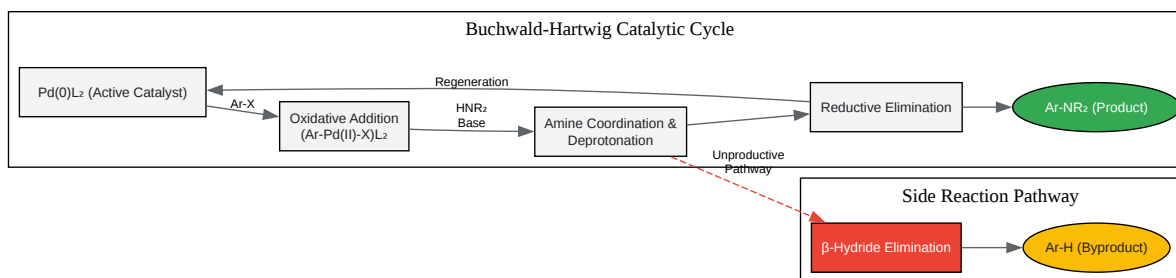 Buchwald-Hartwig Catalytic Cycle
Pd(0)L₂ (Active Catalyst)
Regeneration
Ar-X
Oxidative Addition
(Ar-Pd(II)-X)L₂
HNR₂
Base
Amine Coordination &
Deprotonation
Reductive Elimination
Ar-NR₂ (Product)
Unproductive
Pathway
Side Reaction Pathway
β-Hydride Elimination
Ar-H (Byproduct)